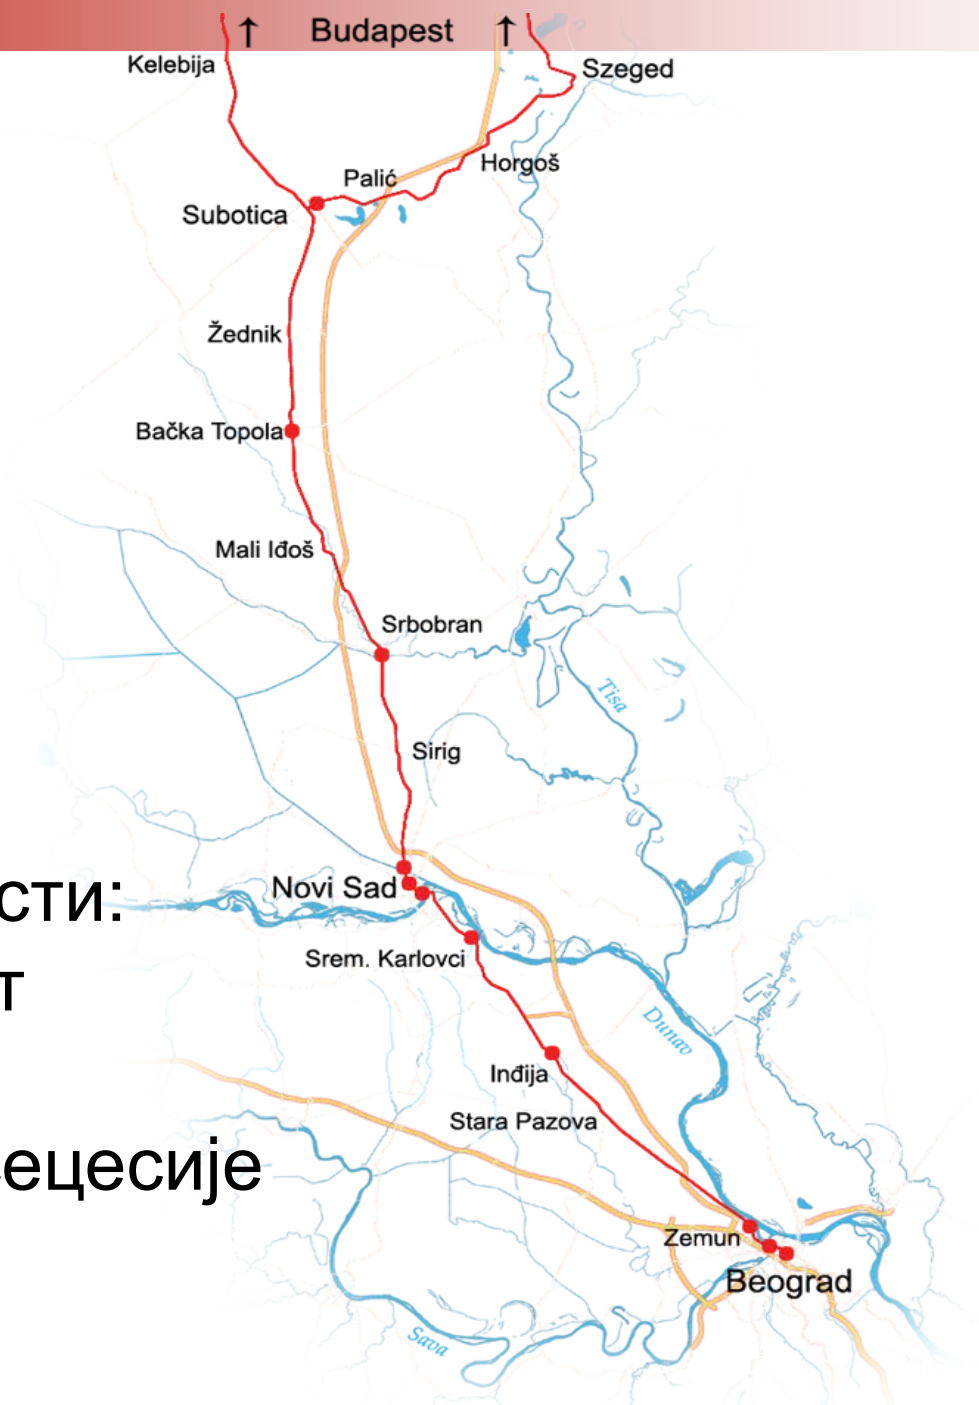 ↑ Budapest ↑
Kelebija
Szeged
Horgoš
Palić
Subotica
Žednik
Bačka Topola
Mali Iđoš
Srbobran
Tisa
Sirig
Novi Sad
сти:
Srem. Karlovci
т
Dunav
Inđija
Stara Pazova
ецесије
Zemun
Beograd
Sava